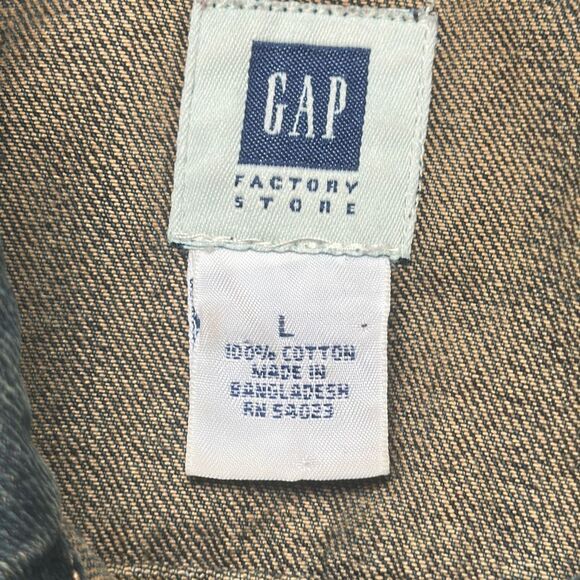 GAP
FACTORY
STORE
L
100% COTTON
MADE IN
BANGLADESH
RN 54023